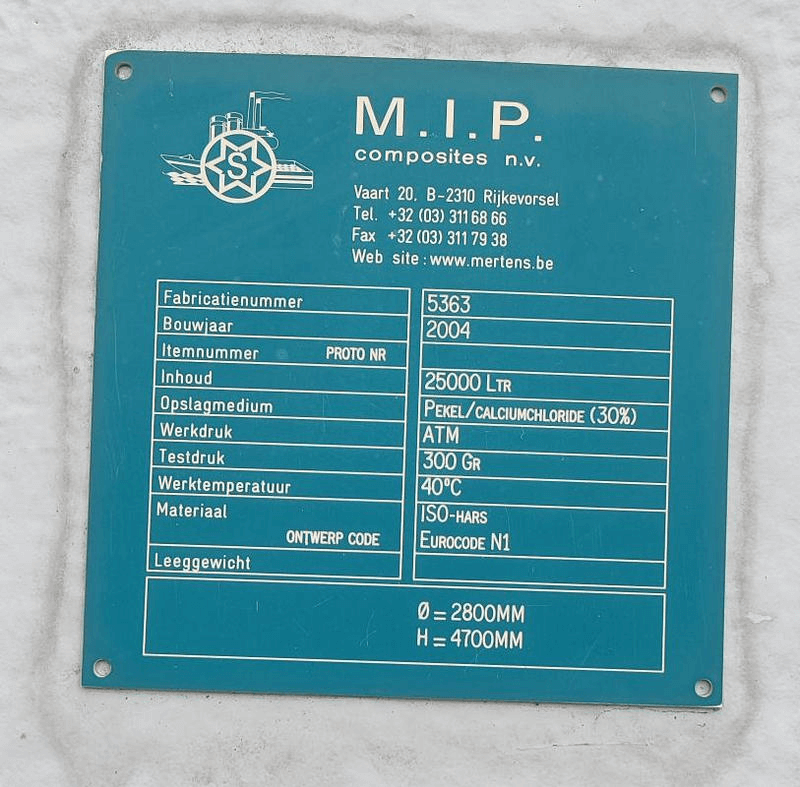 S
M.I.P.
composites n.v.
Vaart 20, B-2310 Rijkevorsel
Tel. +32 (03) 311 68 66
Fax +32 (03) 311 79 38
Web site : www.mertens.be
Fabricatienummer 5363
Bouwjaar 2004
Itemnummer PROTO NR
Inhoud 25000 LTR
Opslagmedium PEKEL/CALCIUMCHLORIDE (30%)
Werkdruk ATM
Testdruk 300 GR
Werktemperatuur 40°C
Materiaal ISO-HARS
ONTWERP CODE EUROCODE N1
Leeggewicht
Ø = 2800MM
H = 4700MM